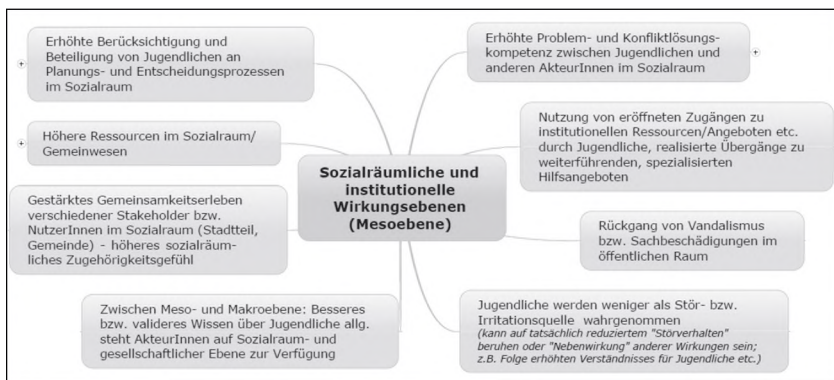 Erhöhte Berücksichtigung und
Beteiligung von Jugendlichen an
Planungs- und Entscheidungsprozessen
im Sozialraum
Höhere Ressourcen im Sozialraum/
Gemeinwesen
Gestärktes Gemeinsamkeitserleben
verschiedener Stakeholder bzw.
NutzerInnen im Sozialraum (Stadtteil,
Gemeinde) - höheres sozialräum-
liches Zugehörigkeitsgefühl
Zwischen Meso- und Makroebene: Besseres
bzw. valideres Wissen über Jugendliche allg.
steht AkteurInnen auf Sozialraum- und
gesellschaftlicher Ebene zur Verfügung
Sozialräumliche und
institutionelle
Wirkungsebenen
(Mesoebene)
Erhöhte Problem- und Konfliktlösungs-
kompetenz zwischen Jugendlichen und
anderen AkteurInnen im Sozialraum
Nutzung von eröffneten Zugängen zu
institutionellen Ressourcen/Angeboten etc.
durch Jugendliche, realisierte Übergänge zu
weiterführenden, spezialisierten
Hilfsangeboten
Rückgang von Vandalismus
bzw. Sachbeschädigungen im
öffentlichen Raum
Jugendliche werden weniger als Stör- bzw.
Irritationsquelle wahrgenommen
(kann auf tatsächlich reduziertem "Störverhalten"
beruhen oder "Nebenwirkung" anderer Wirkungen sein;
z.B. Folge erhöhten Verständnisses für Jugendliche etc.)